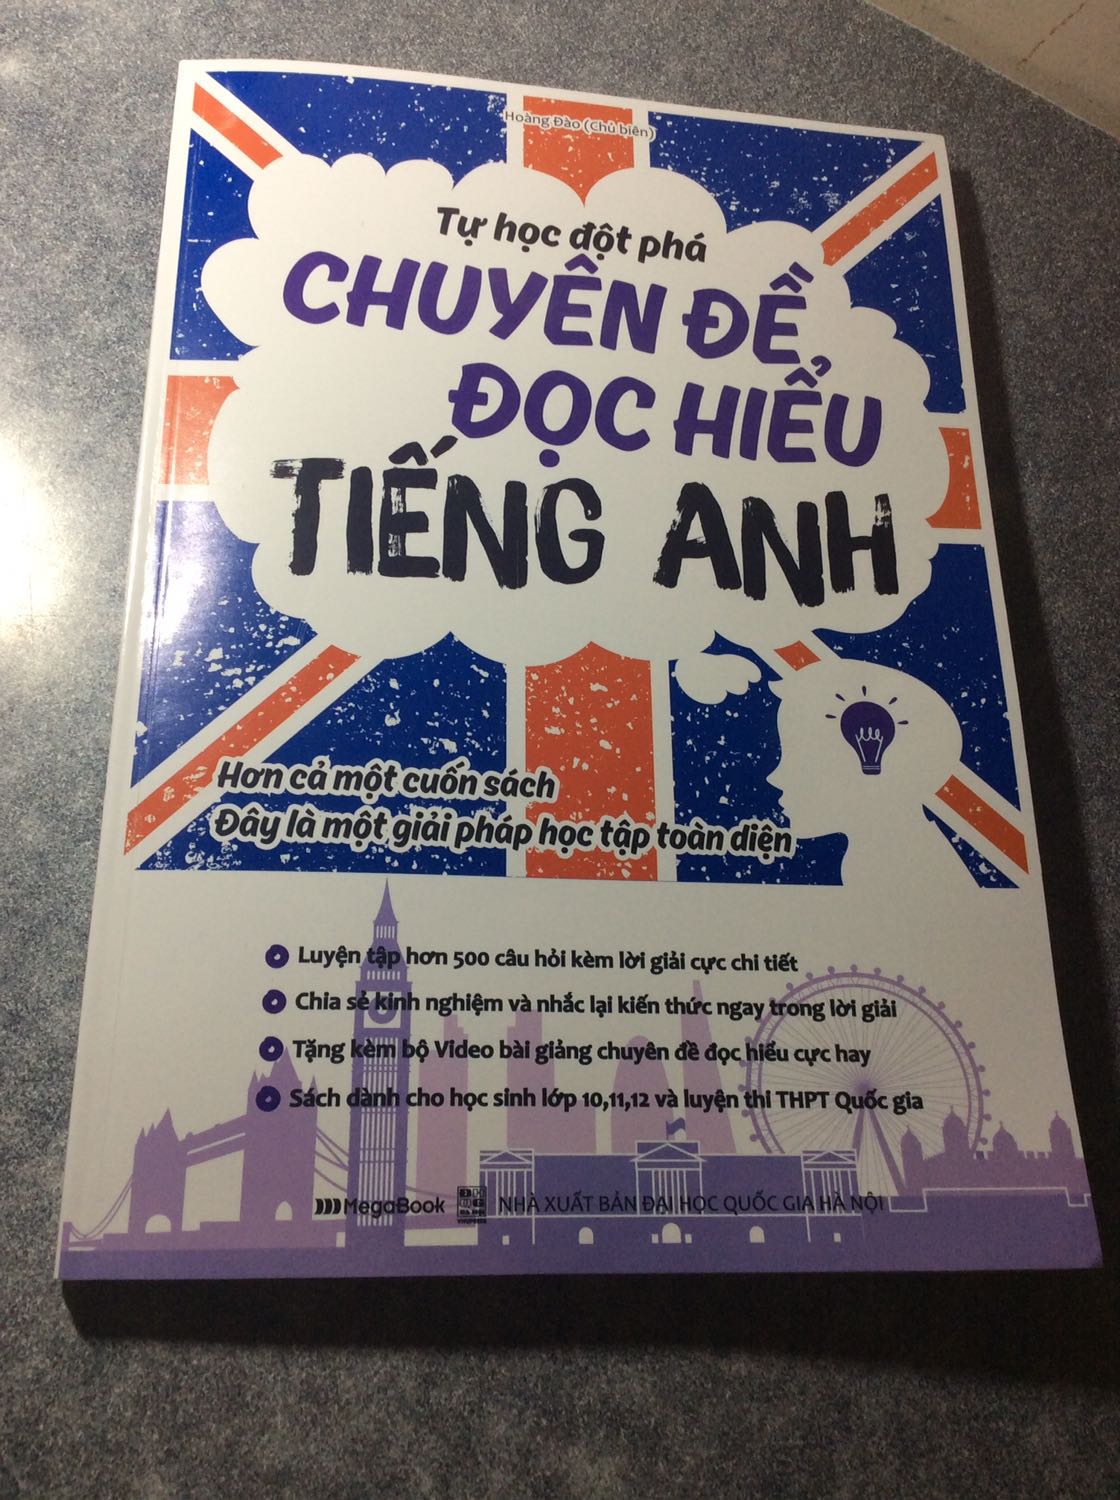 Hoàng Đào (Chủ biên)
Tự học đột phá
CHUYÊN ĐỀ
ĐỌC HIỂU
TIẾNG ANH
Hơn cả một cuốn sách
Đây là một giải pháp học tập toàn diện
Luyện tập hơn 500 câu hỏi kèm lời giải cực chi tiết
Chia sẻ kinh nghiệm và nhắc lại kiến thức ngay trong lời giải
Tặng kèm bộ Video bài giảng chuyên đề đọc hiểu cực hay
Sách dành cho học sinh lớp 10,11,12 và luyện thi THPT Quốc gia
MegaBook NHÀ XUẤT BẢN ĐẠI HỌC QUỐC GIA HÀ NỘI